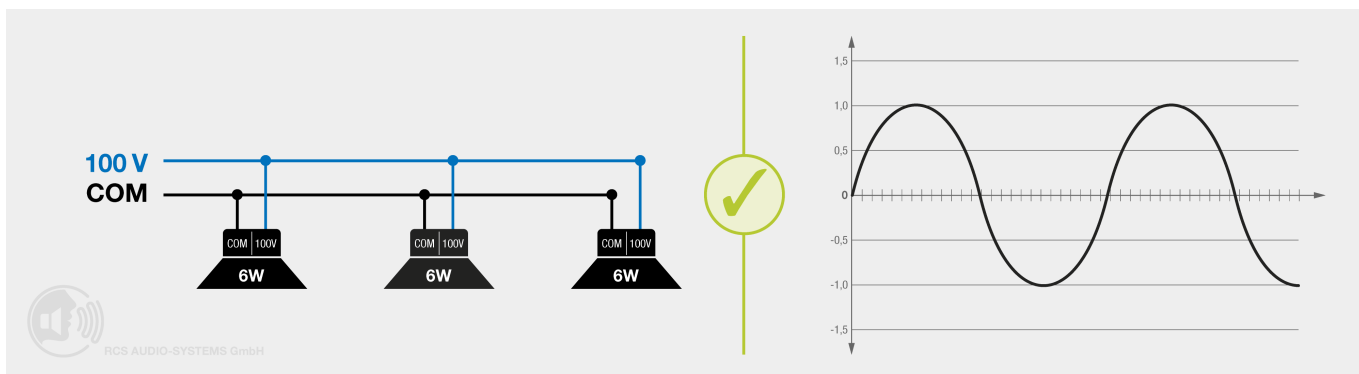 100 V
COM
COM 100V
6W
COM 100V
6W
COM 100V
6W
RCS AUDIO-SYSTEMS GmbH
1,5
1,0
0,5
0
-0,5
-1,0
-1,5